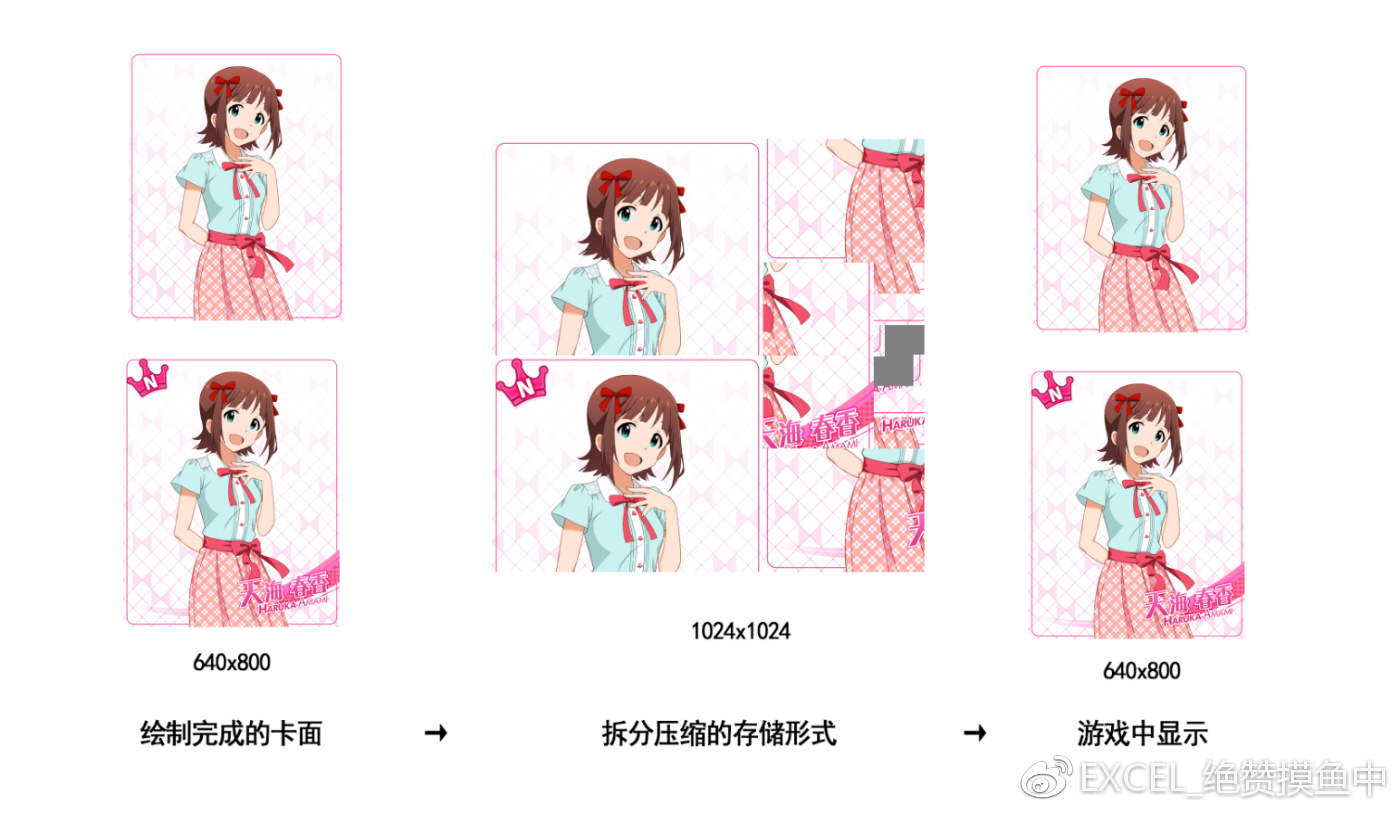 N
天海 春香
HARUKA AMAMI
640x800
绘制完成的卡面
→
N
天海 春香
AMAMI
HARUKA
1024x1024
拆分压缩的存储形式
→
N
天海 春香
HARUKA AMAMI
640x800
游戏中显示
EXCEL_绝赞摸鱼中